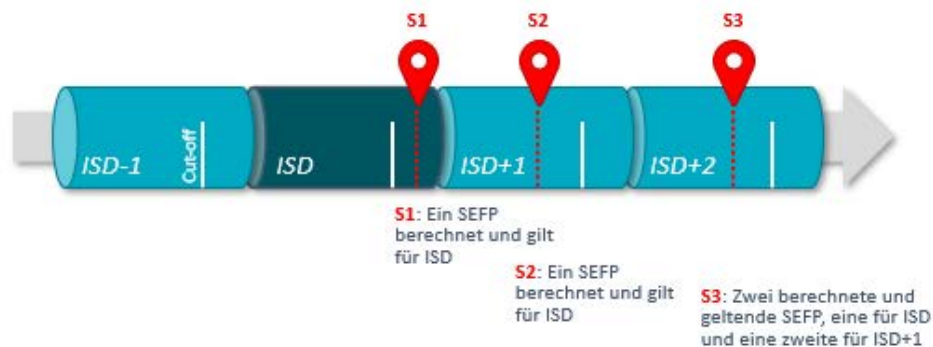 S1
S2
S3
ISD-1
Cut-off
ISD
ISD+1
ISD+2
S1: Ein SEFP
berechnet und gilt
für ISD
S2: Ein SEFP
berechnet und gilt
für ISD
S3: Zwei berechnete und
geltende SEFP, eine für ISD
und eine zweite für ISD+1